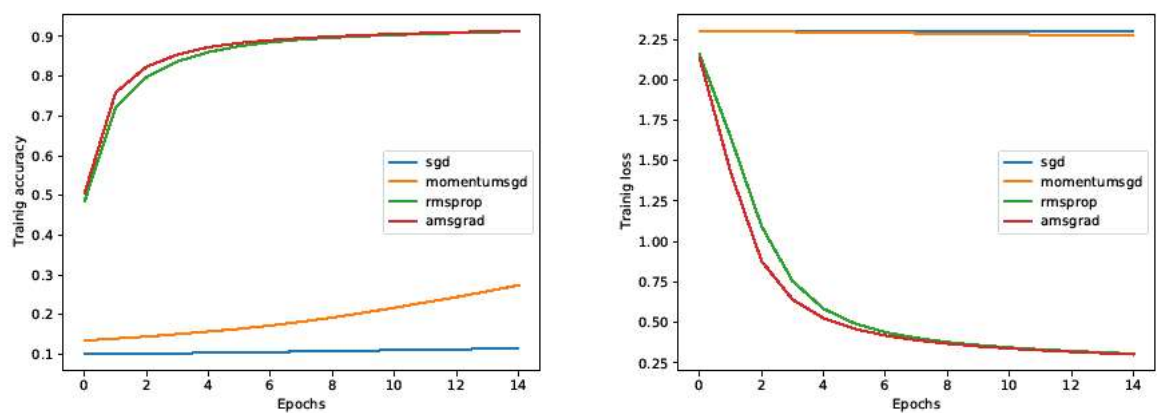 Trainig accuracy
0.9
0.8
0.7
0.6
0.5
0.4
0.3
0.2
0.1
sgd
momentumsgd
rmsprop
amsgrad
0 2 4 6 8 10 12 14
Epochs
Trainig loss
2.25
2.00
1.75
1.50
1.25
1.00
0.75
0.50
0.25
sgd
momentumsgd
rmsprop
amsgrad
0 2 4 6 8 10 12 14
Epochs